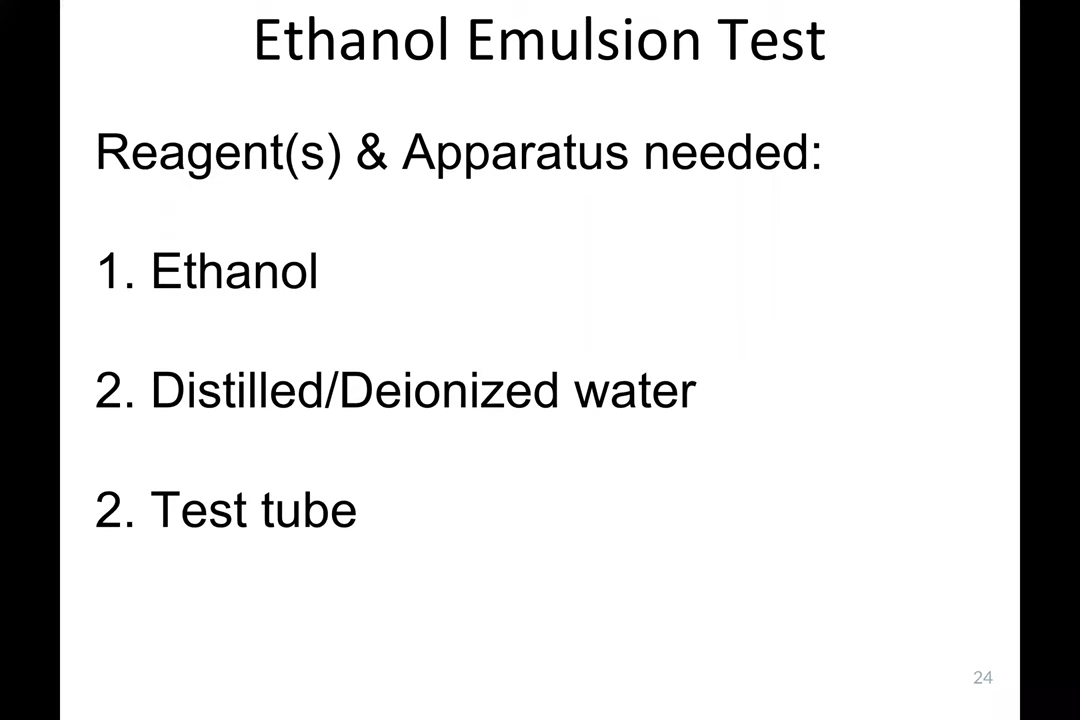 Ethanol Emulsion Test
Reagent(s) & Apparatus needed:
1. Ethanol
2. Distilled/Deionized water
2. Test tube
24